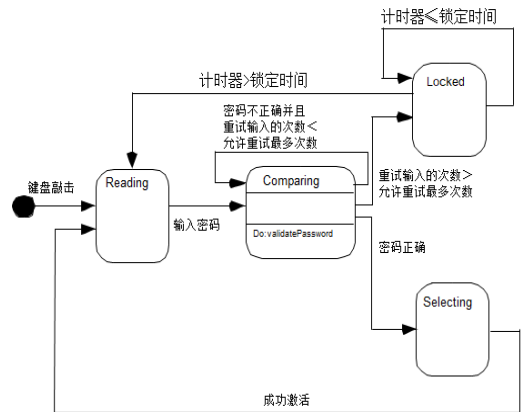 计时器≤锁定时间
Locked
计时器>锁定时间
密码不正确并且
重试输入的次数<
允许重试最多次数
Reading
Comparing
重试输入的次数>
允许重试最多次数
键盘敲击
输入密码
Do:validatePassword
密码正确
Selecting
成功激活